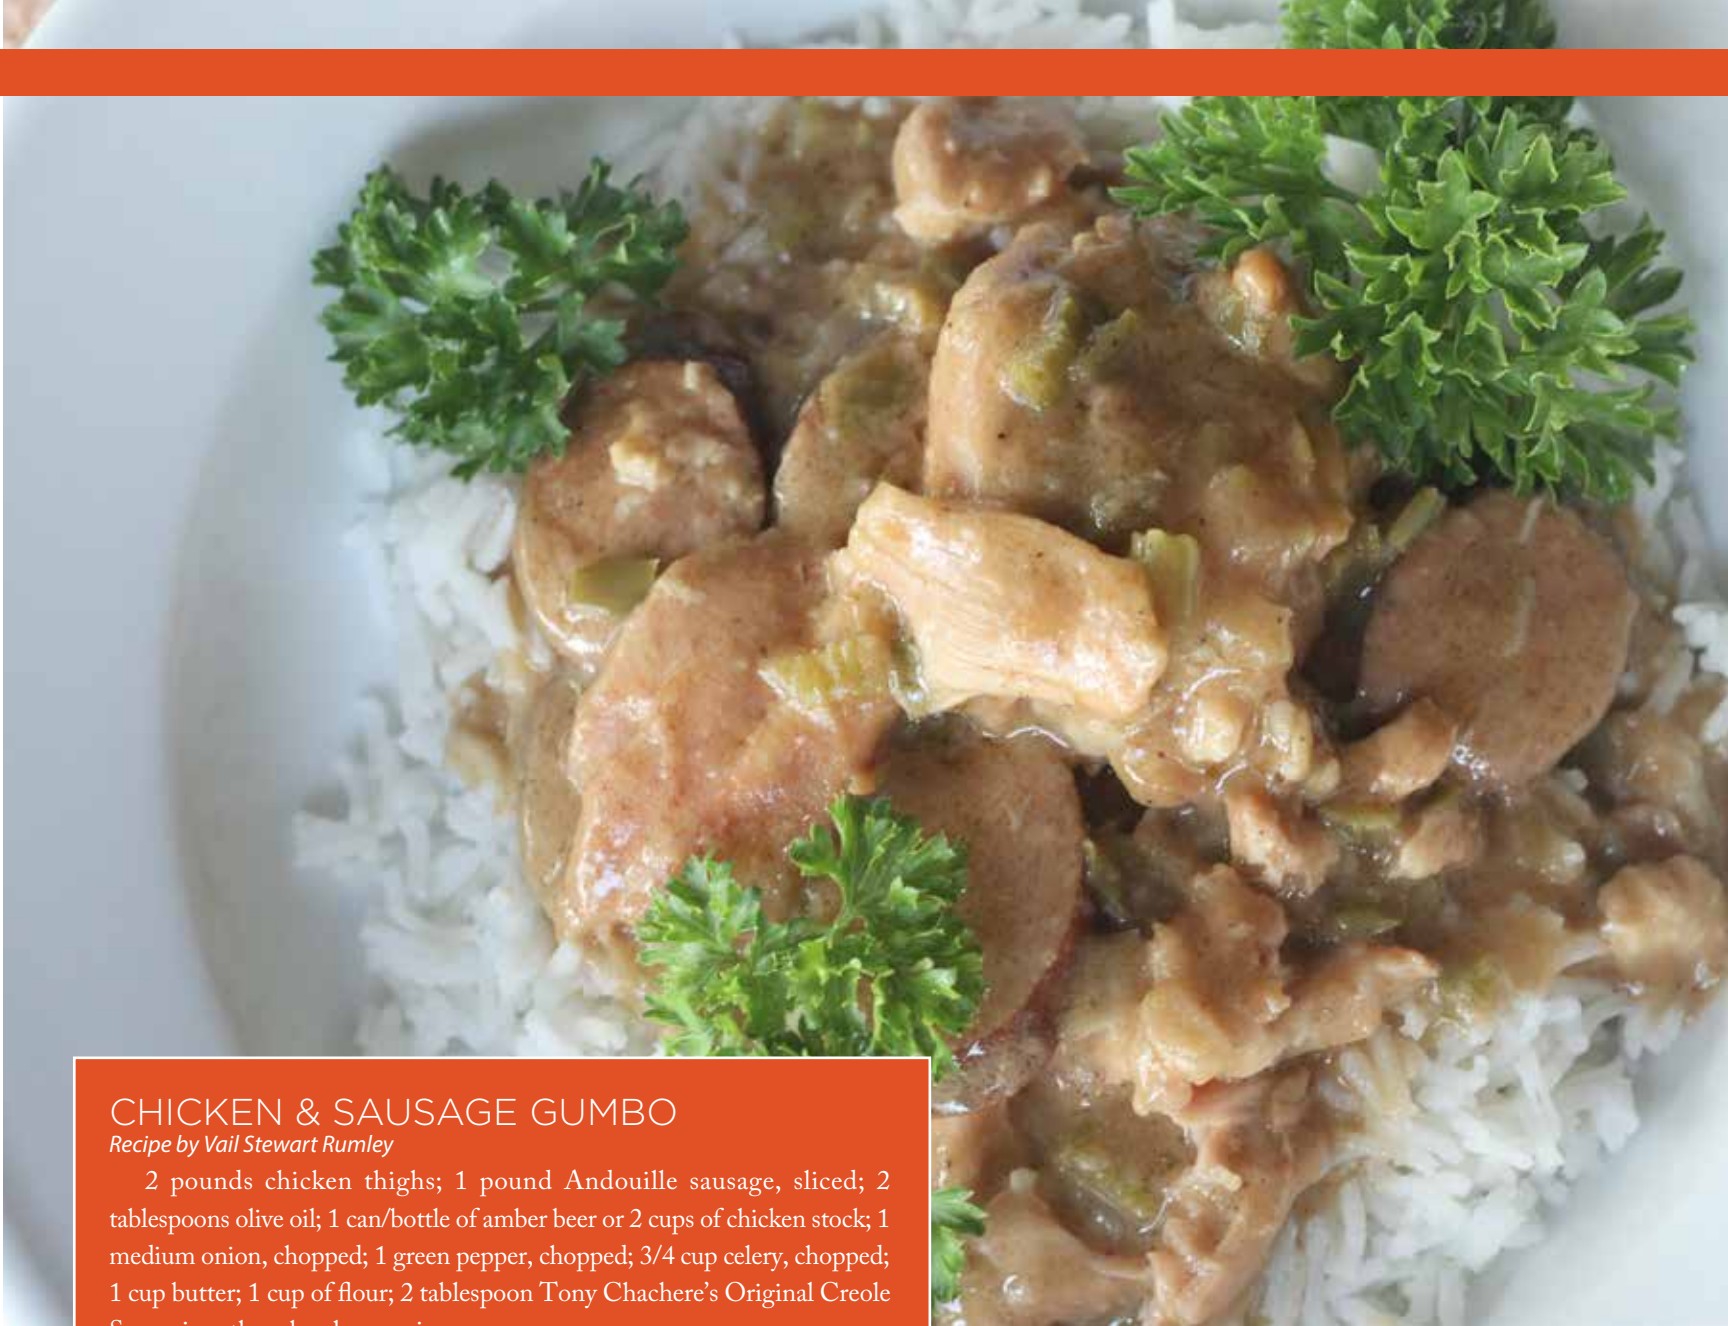 CHICKEN & SAUSAGE GUMBO
Recipe by Vail Stewart Rumley
2 pounds chicken thighs; 1 pound Andouille sausage, sliced; 2
tablespoons olive oil; 1 can/bottle of amber beer or 2 cups of chicken stock; 1
medium onion, chopped; 1 green pepper, chopped; 3/4 cup celery, chopped;
1 cup butter; 1 cup of flour; 2 tablespoon Tony Chachere’s Original Creole